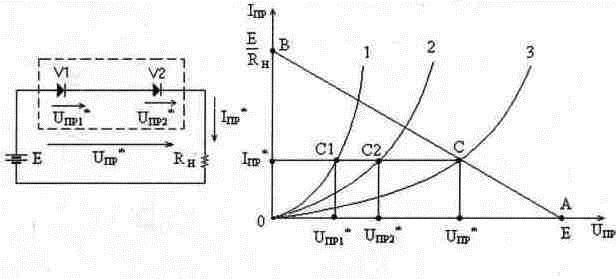 V1 V2
UПР1* UПР2*
IПР*
E UПР* RН
IПР
E/RН B 1 2 3
IПР* C1 C2 C
0 A
UПР1* UПР2* UПР* E UПР